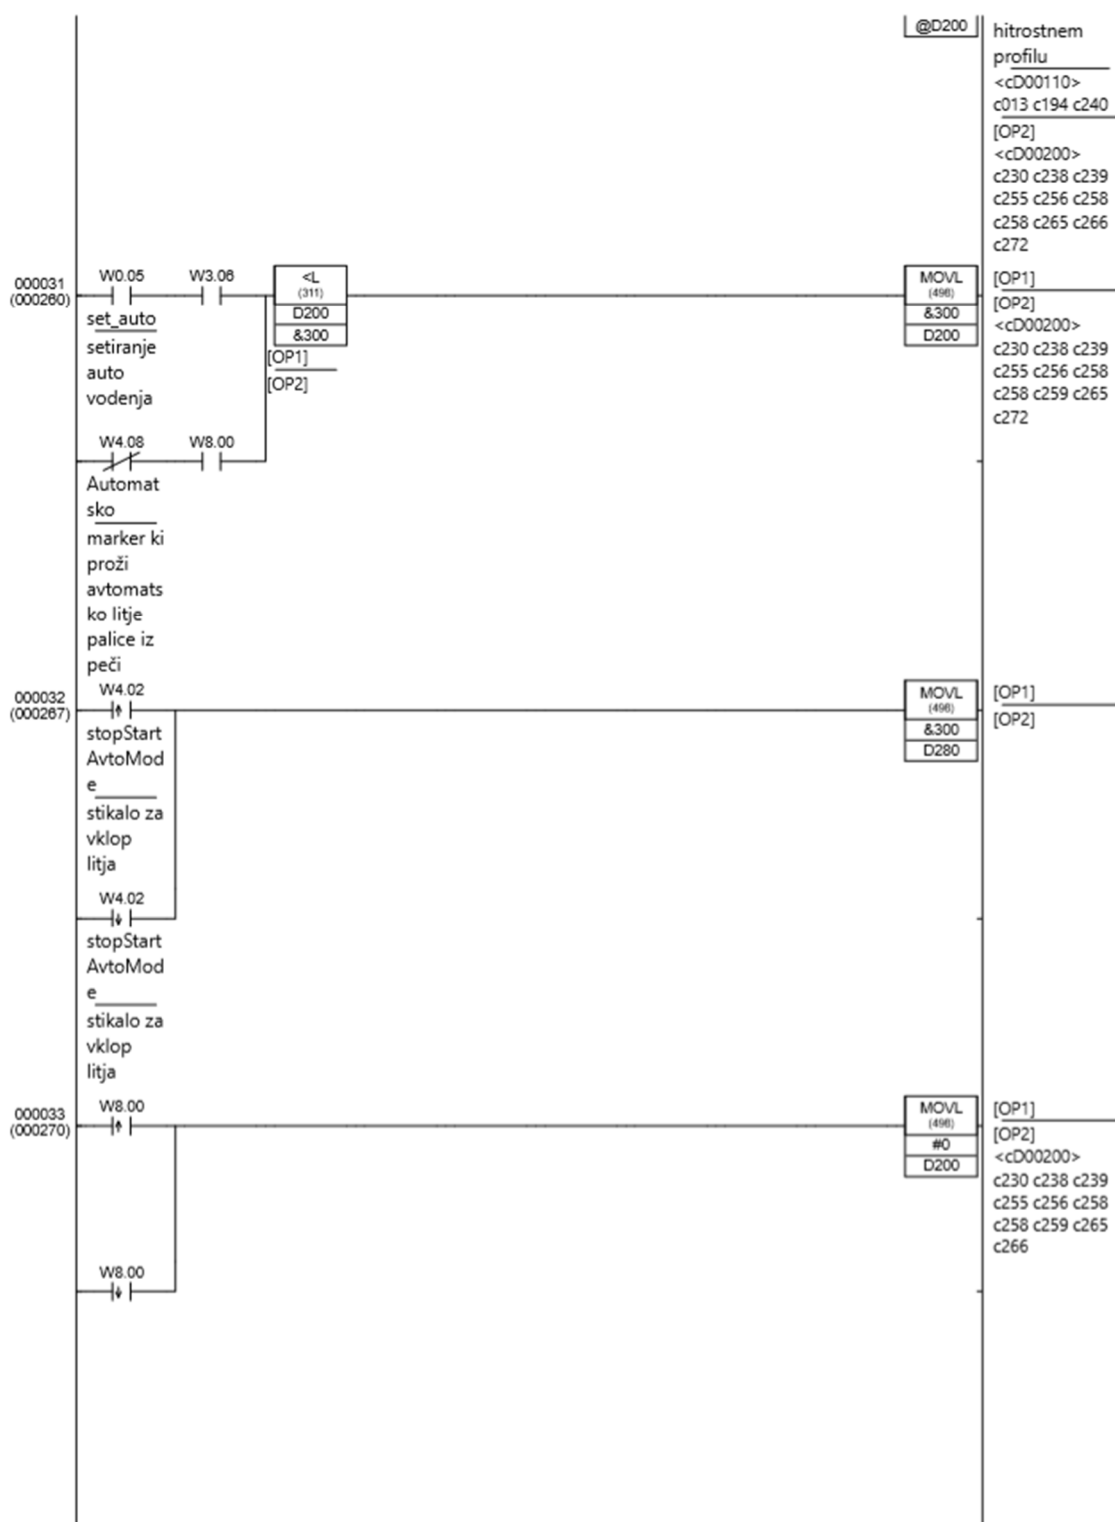 @D200
hitrostnem
profilu
<cD00110>
c013 c194 c240
[OP2]
<cD00200>
c230 c238 c239
c255 c256 c258
c258 c265 c266
c272
000031
(000260)
W0.05
W3.06
<L
(311)
D200
&300
MOVL
(498)
&300
D200
[OP1]
[OP2]
<cD00200>
c230 c238 c239
c255 c256 c258
c258 c259 c265
c272
set_auto
setiranje
auto
vodenja
[OP1]
[OP2]
W4.08
W8.00
Automat
sko
marker ki
proži
avtomats
ko litje
palice iz
peči
000032
(000267)
W4.02
MOVL
(498)
&300
D280
[OP1]
[OP2]
stopStart
AvtoMod
e
stikalo za
vklop
litja
W4.02
stopStart
AvtoMod
e
stikalo za
vklop
litja
000033
(000270)
W8.00
MOVL
(498)
#0
D200
[OP1]
[OP2]
<cD00200>
c230 c238 c239
c255 c256 c258
c258 c259 c265
c266
W8.00